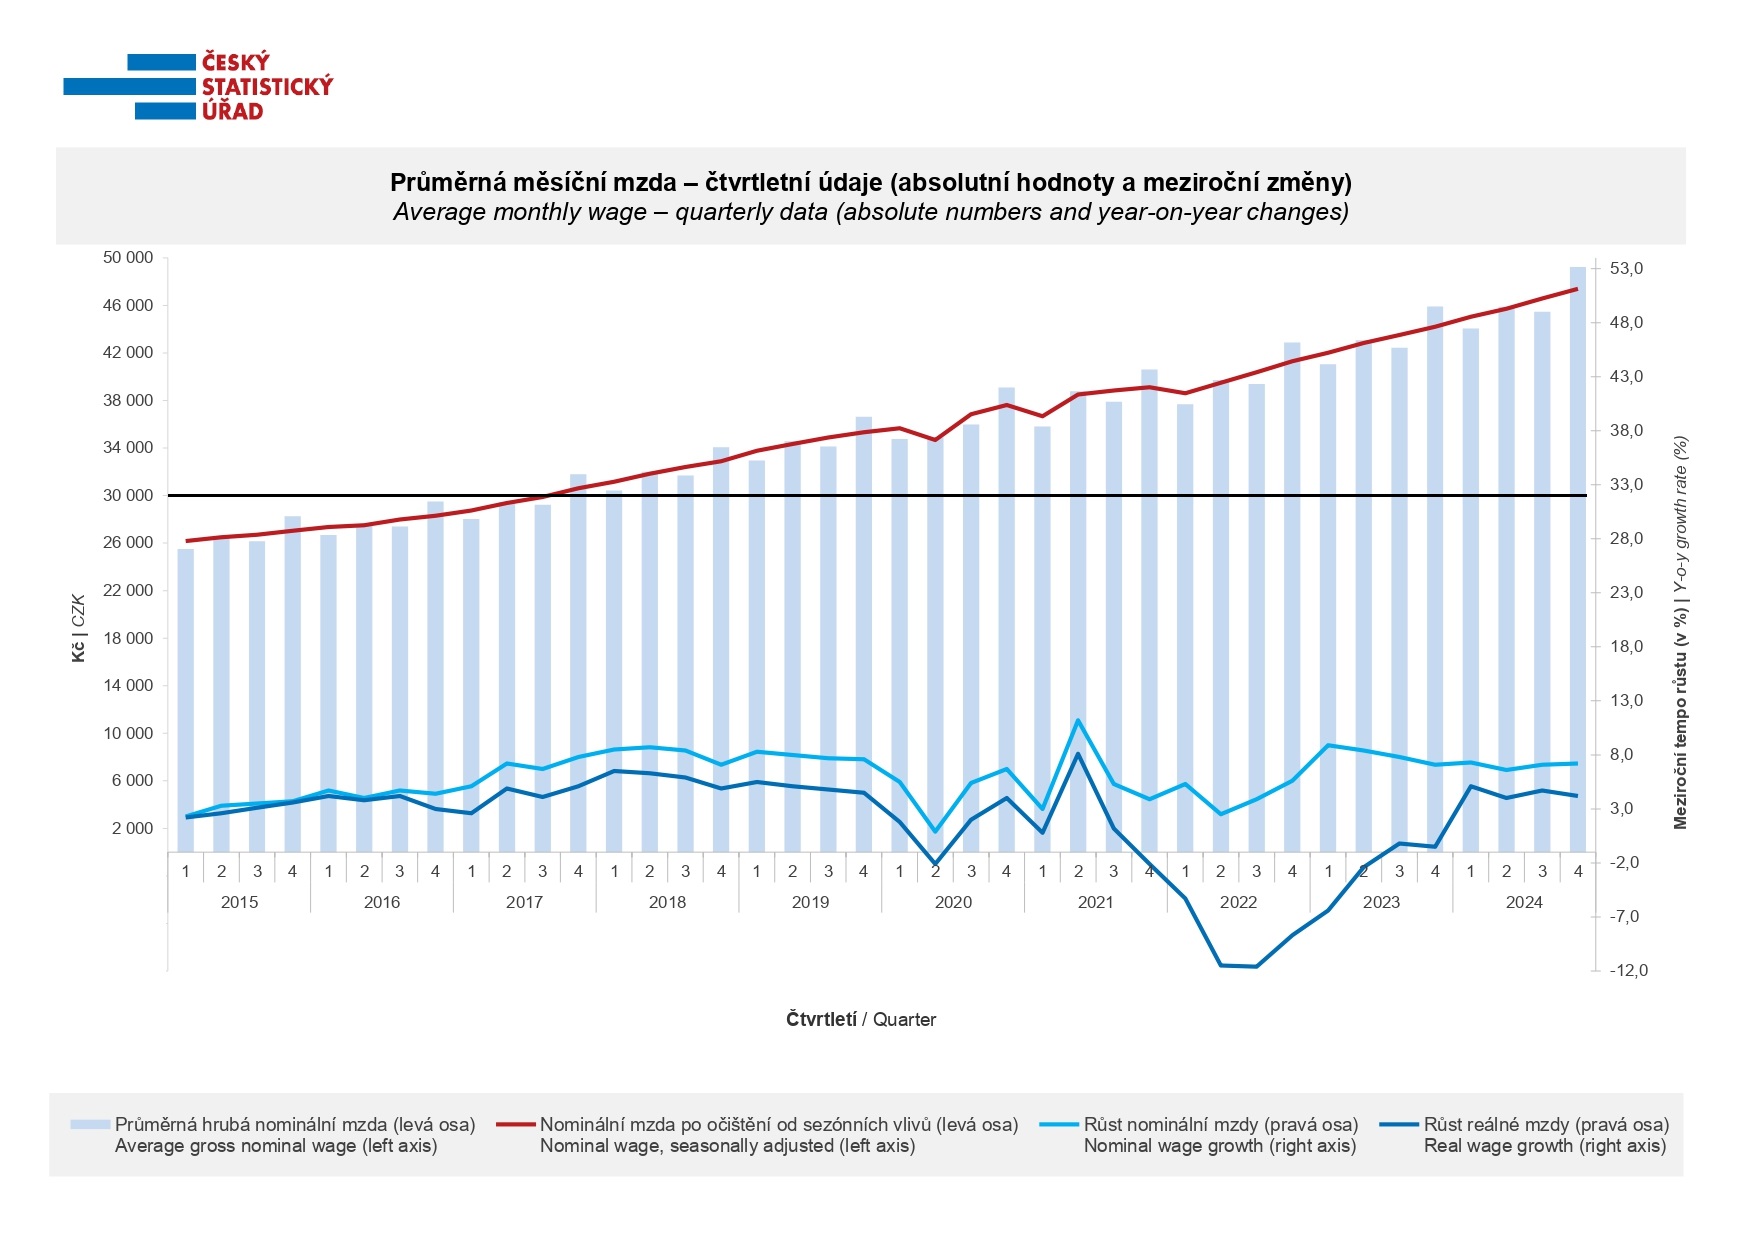 ČESKÝ
STATISTICKÝ
ÚŘAD
Průměrná měsíční mzda – čtvrtletní údaje (absolutní hodnoty a meziroční změny)
Average monthly wage – quarterly data (absolute numbers and year-on-year changes)
50 000
46 000
42 000
38 000
34 000
30 000
26 000
22 000
18 000
14 000
10 000
6 000
2 000
Kč | CZK
53,0
48,0
43,0
38,0
33,0
28,0
23,0
18,0
13,0
8,0
3,0
-2,0
-7,0
-12,0
Meziroční tempo růstu (v %) | Y-o-y growth rate (%)
1 2 3 4 1 2 3 4 1 2 3 4 1 2 3 4 1 2 3 4 1 2 3 4 1 2 3 4 1 2 3 4 1 2 3 4 1 2 3 4
2015 2016 2017 2018 2019 2020 2021 2022 2023 2024
Čtvrtletí / Quarter
Průměrná hrubá nominální mzda (levá osa)
Average gross nominal wage (left axis)
Nominální mzda po očištění od sezónních vlivů (levá osa)
Nominal wage, seasonally adjusted (left axis)
Růst nominální mzdy (pravá osa)
Nominal wage growth (right axis)
Růst reálné mzdy (pravá osa)
Real wage growth (right axis)